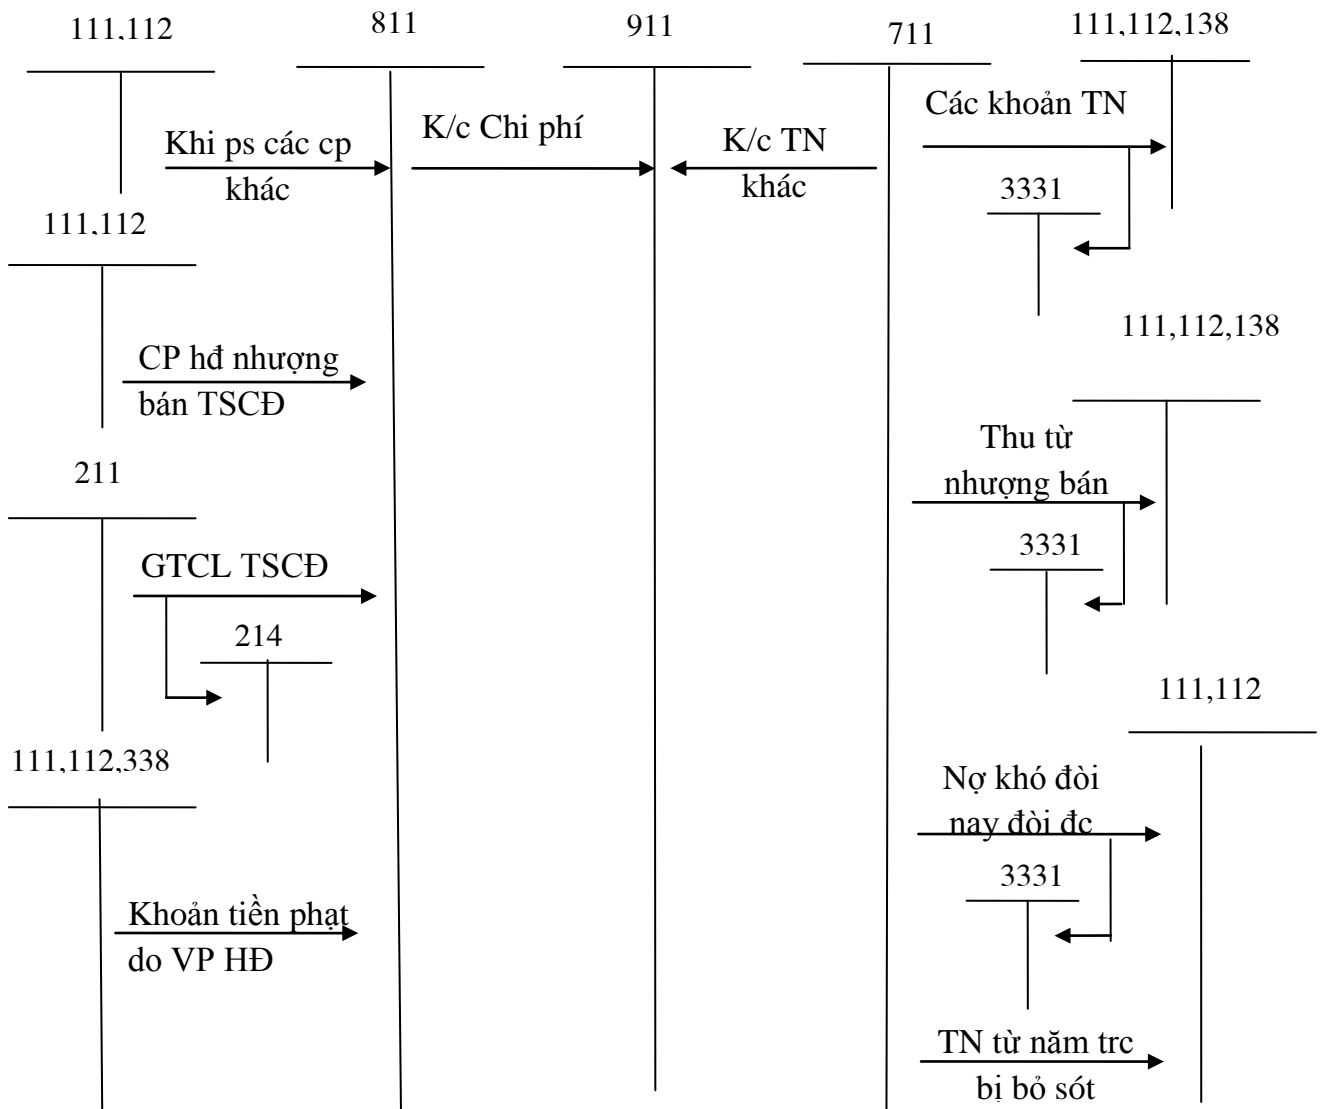 111,112
811
911
711
111,112,138
Khi ps các cp
khác
K/c Chi phí
K/c TN
khác
Các khoản TN
3331
111,112
CP hđ nhượng
bán TSCĐ
111,112,138
Thu từ
nhượng bán
3331
211
GTCL TSCĐ
214
111,112
111,112,338
Nợ khó đòi
nay đòi đc
3331
Khoản tiền phạt
do VP HĐ
TN từ năm trc
bị bỏ sót